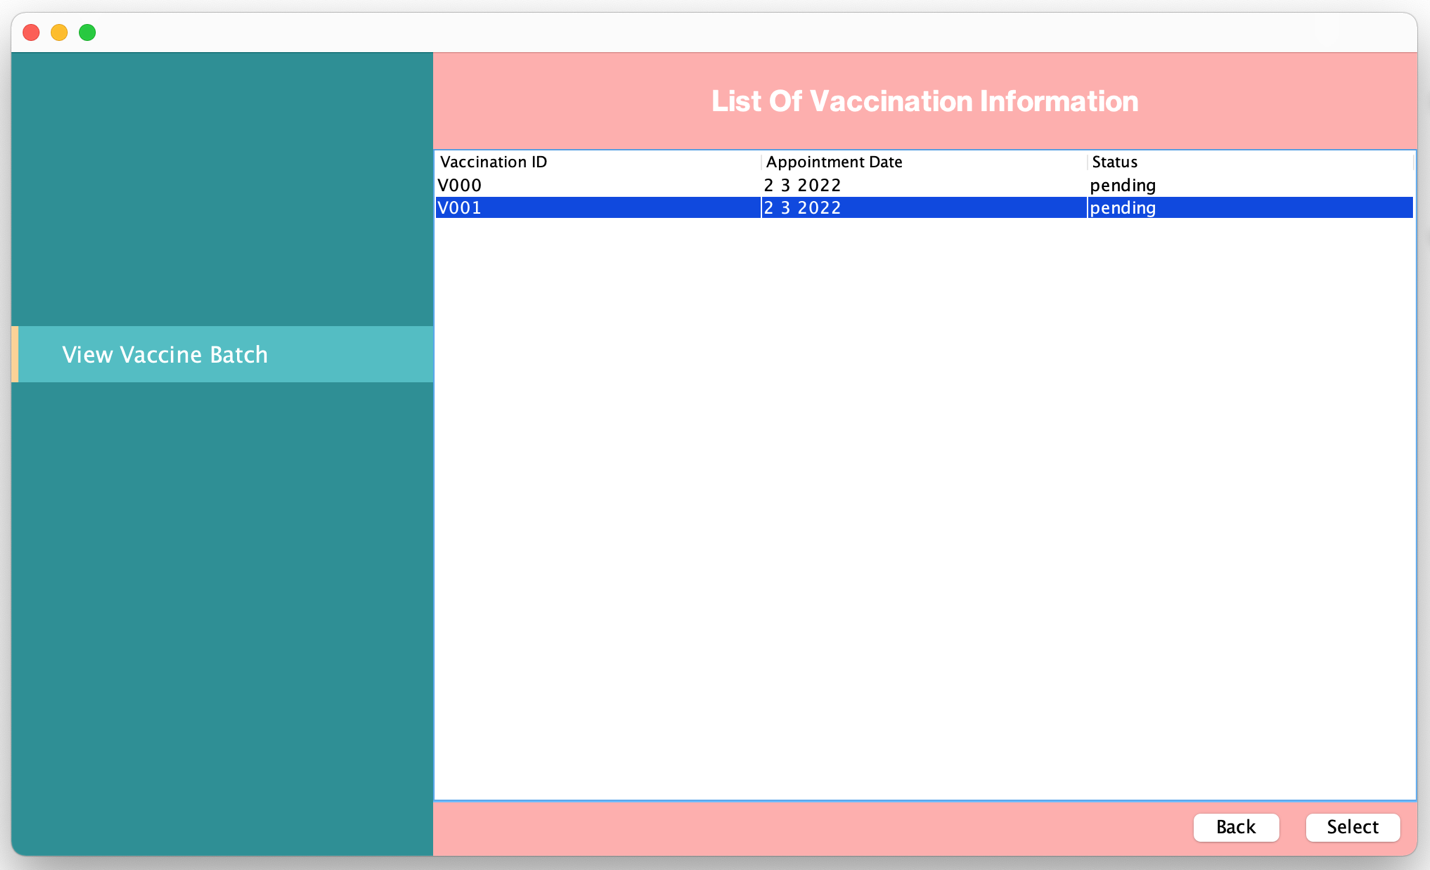 List Of Vaccination Information
Vaccination ID Appointment Date Status
V000 2 3 2022 pending
V001 2 3 2022 pending
View Vaccine Batch
Back Select